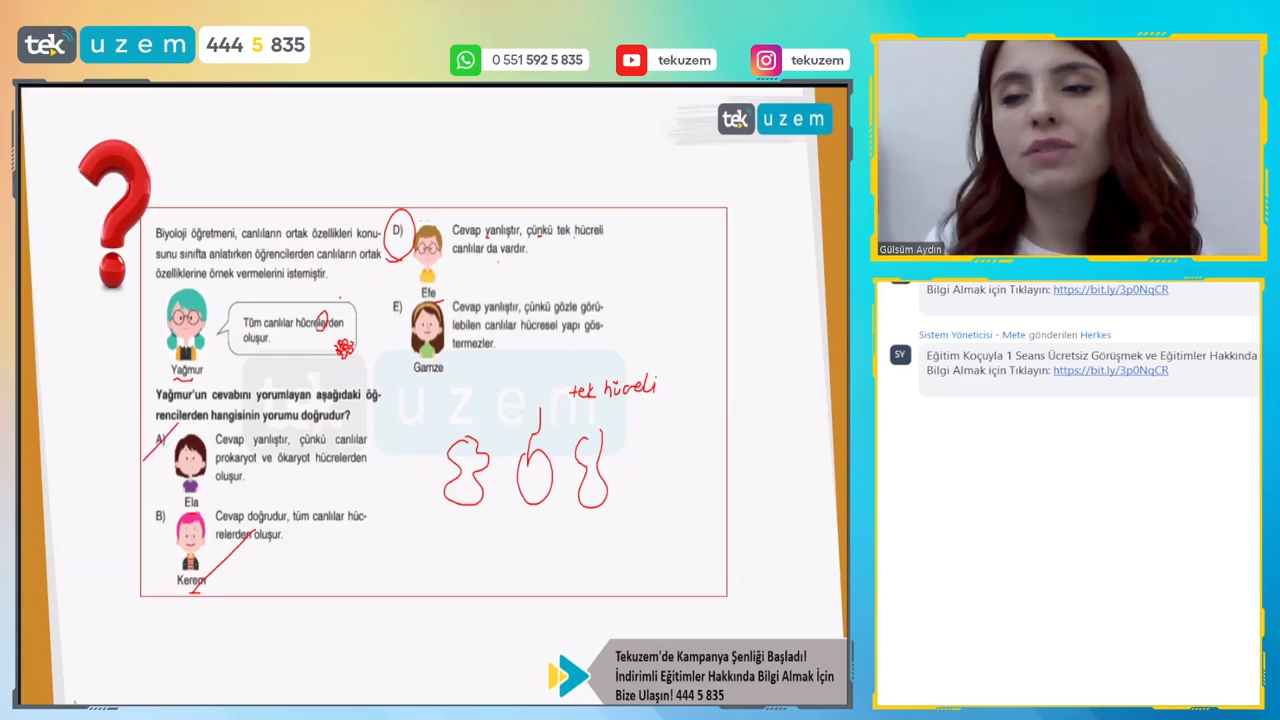 tek uzem 444 5 835
0 551 592 5 835
tekuzem
tekuzem
tek uzem
Biyoloji öğretmeni, canlıların ortak özellikleri konu-
sunu sınıfta anlatırken öğrencilerden canlıların ortak
özelliklerine örnek vermelerini istemiştir.
Tüm canlılar hücrelerden
oluşur.
Yağmur
Yağmur'un cevabını yorumlayan aşağıdaki öğ-
rencilerden hangisinin yorumu doğrudur?
A)
Cevap yanlıştır, çünkü canlılar
prokaryot ve ökaryot hücrelerden
oluşur.
Ela
B)
Cevap doğrudur, tüm canlılar hüc-
relerden oluşur.
Kerem
D)
Cevap yanlıştır, çünkü tek hücreli
canlılar da vardır.
Efe
E)
Cevap yanlıştır, çünkü gözle görü-
lebilen canlılar hücresel yapı gös-
termezler.
Gamze
tek hücreli
uzem
Tekuzem'de Kampanya Şenliği Başladı!
İndirimli Eğitimler Hakkında Bilgi Almak İçin
Bize Ulaşın! 444 5 835
Gülsüm Aydın
Bilgi Almak için Tıklayın: https://bit.ly/3p0NqCR
Sistem Yöneticisi - Mete gönderilen Herkes
SY
Eğitim Koçuyla 1 Seans Ücretsiz Görüşmek ve Eğitimler Hakkında
Bilgi Almak için Tıklayın: https://bit.ly/3p0NqCR